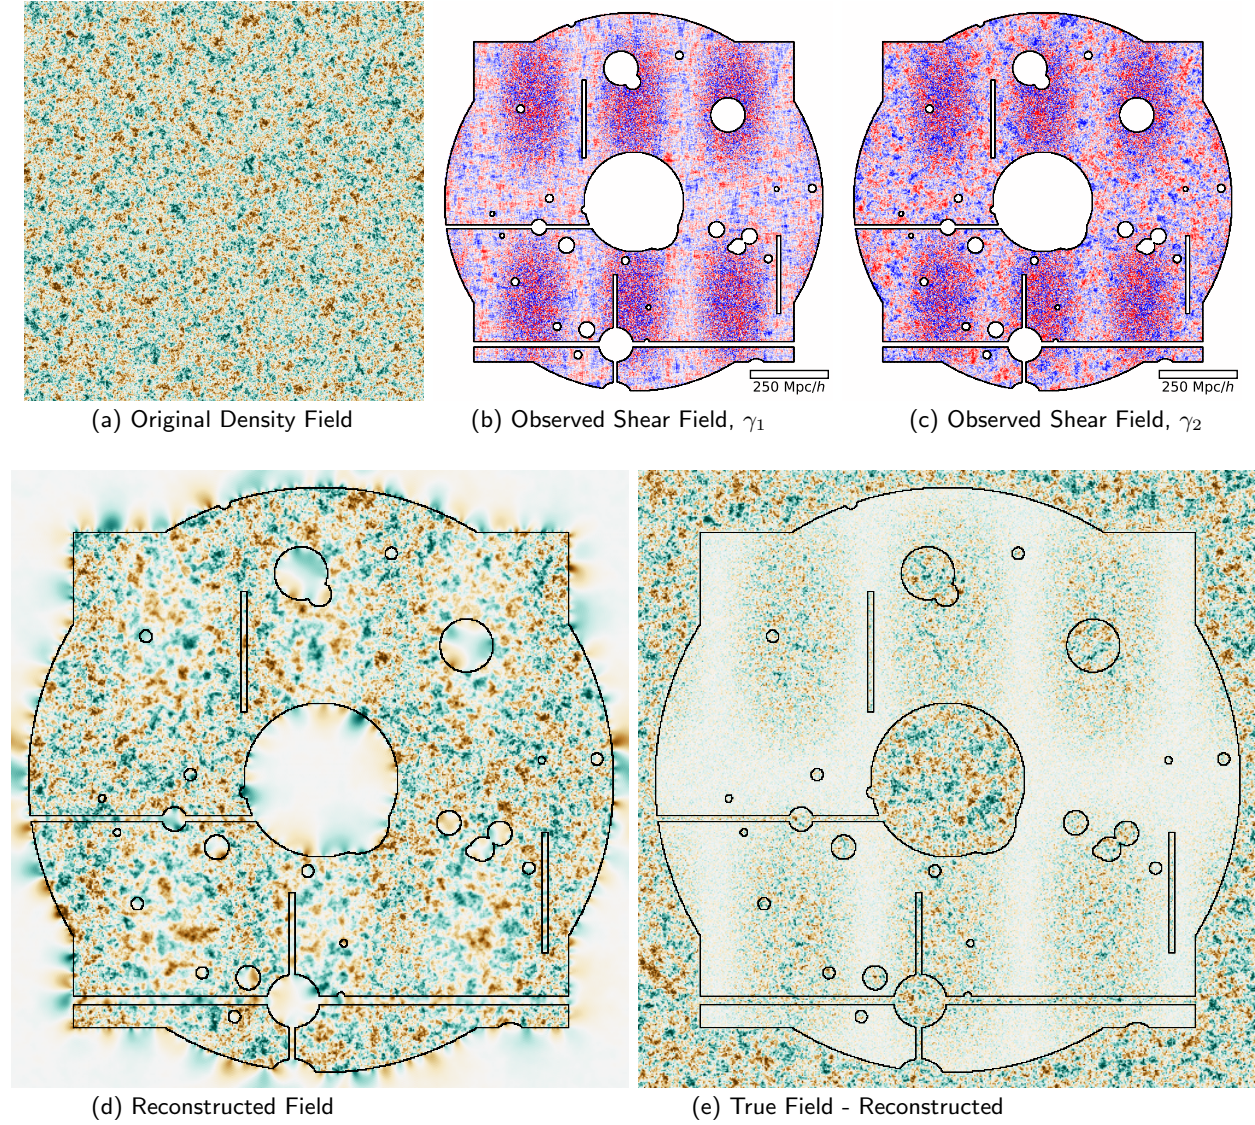 250 Mpc/h
250 Mpc/h
(a) Original Density Field
(b) Observed Shear Field, γ₁
(c) Observed Shear Field, γ₂
(d) Reconstructed Field
(e) True Field - Reconstructed